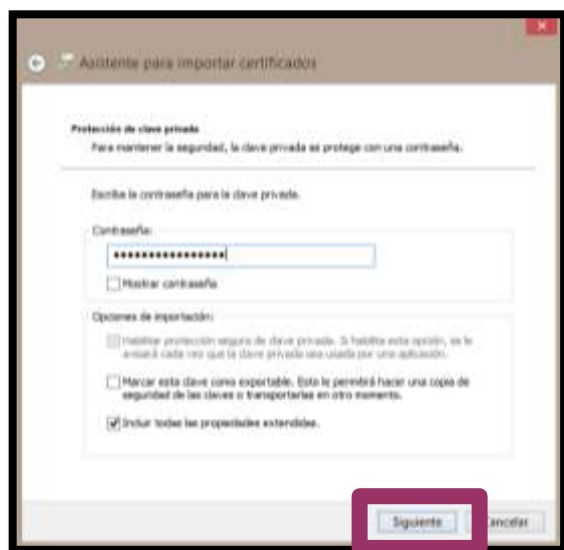 Asistente para importar certificados
Protección de clave privada
Para mantener la seguridad, la clave privada se protege con una contraseña.
Escriba la contraseña para la clave privada.
Contraseña:
••••••••••••••••
Mostrar contraseña
Opciones de importación:
Habilitar protección segura de clave privada. Si habilita esta opción, se le
avisará cada vez que la clave privada sea usada por una aplicación.
Marcar esta clave como exportable. Esto le permitirá hacer una copia de
seguridad de las claves o transportarlas en otro momento.
Incluir todas las propiedades extendidas.
Siguiente
Cancelar